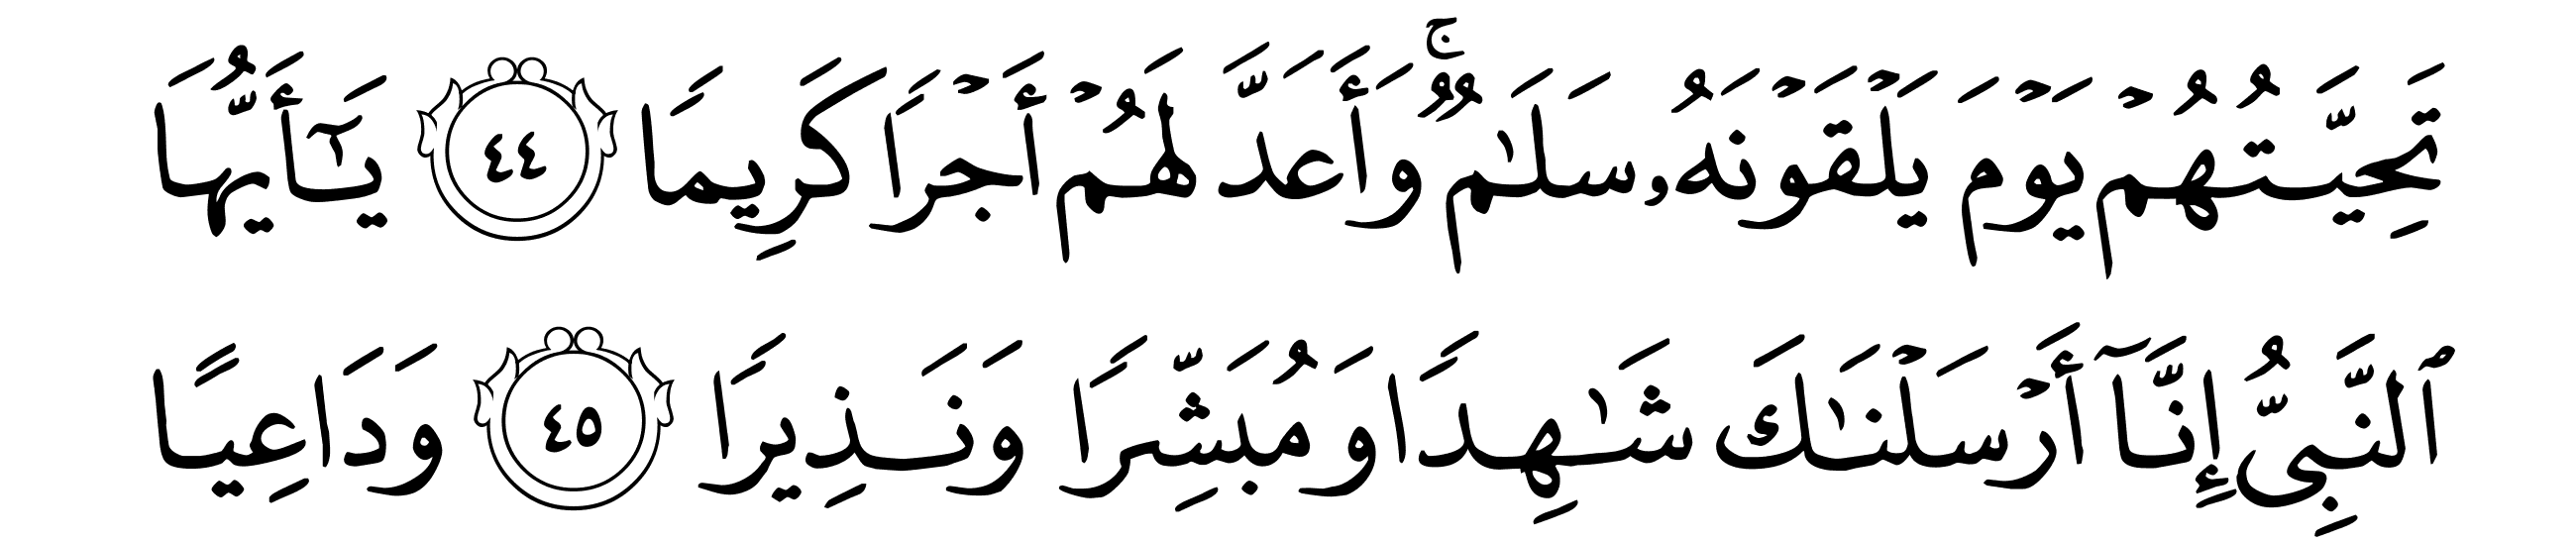 تَحِيَّتُهُمْ يَوْمَ يَلْقَوْنَهُۥ سَلَـٰمٌ ۚ وَأَعَدَّ لَهُمْ أَجْرًا كَرِيمًا ٤٤ يَـٰٓأَيُّهَا
ٱلنَّبِىُّ إِنَّآ أَرْسَلْنَـٰكَ شَـٰهِدًا وَمُبَشِّرًا وَنَذِيرًا ٤٥ وَدَاعِيًا